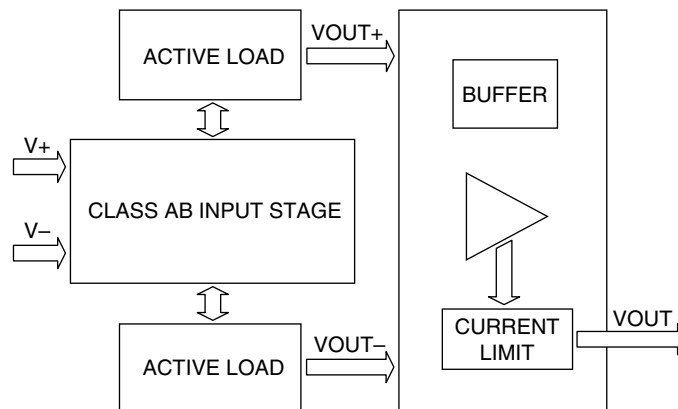 ACTIVE LOAD
VOUT+
BUFFER
V+
CLASS AB INPUT STAGE
V–
ACTIVE LOAD
VOUT–
CURRENT
LIMIT
VOUT